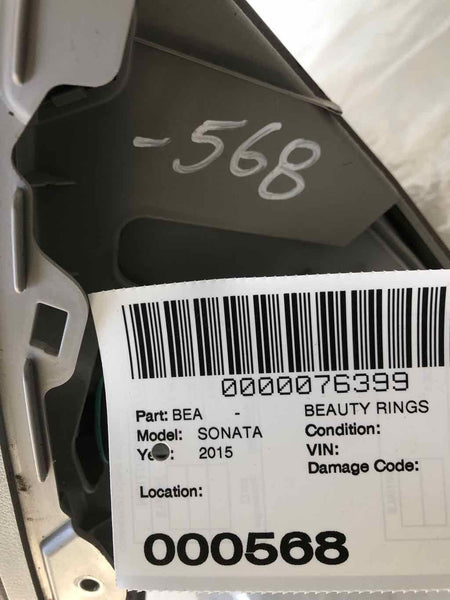 -568
0000076399
Part: BEA - BEAUTY RINGS
Model: SONATA Condition:
2015 VIN:
Damage Code:
Location:
000568